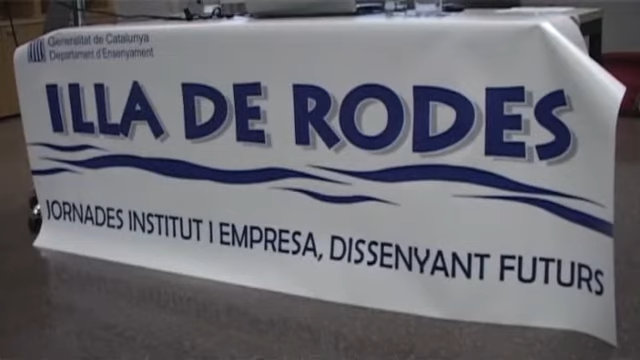 Generalitat de Catalunya
Departament d'Ensenyament
ILLA DE RODES
JORNADES INSTITUT I EMPRESA, DISSENYANT FUTURS